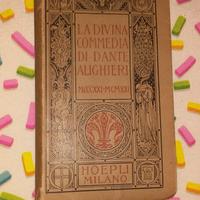 LA DIVINA
COMMEDIA
DI DANTE
ALIGHIERI
MCCCXXI-MCMXXI
HOEPLI
MILANO